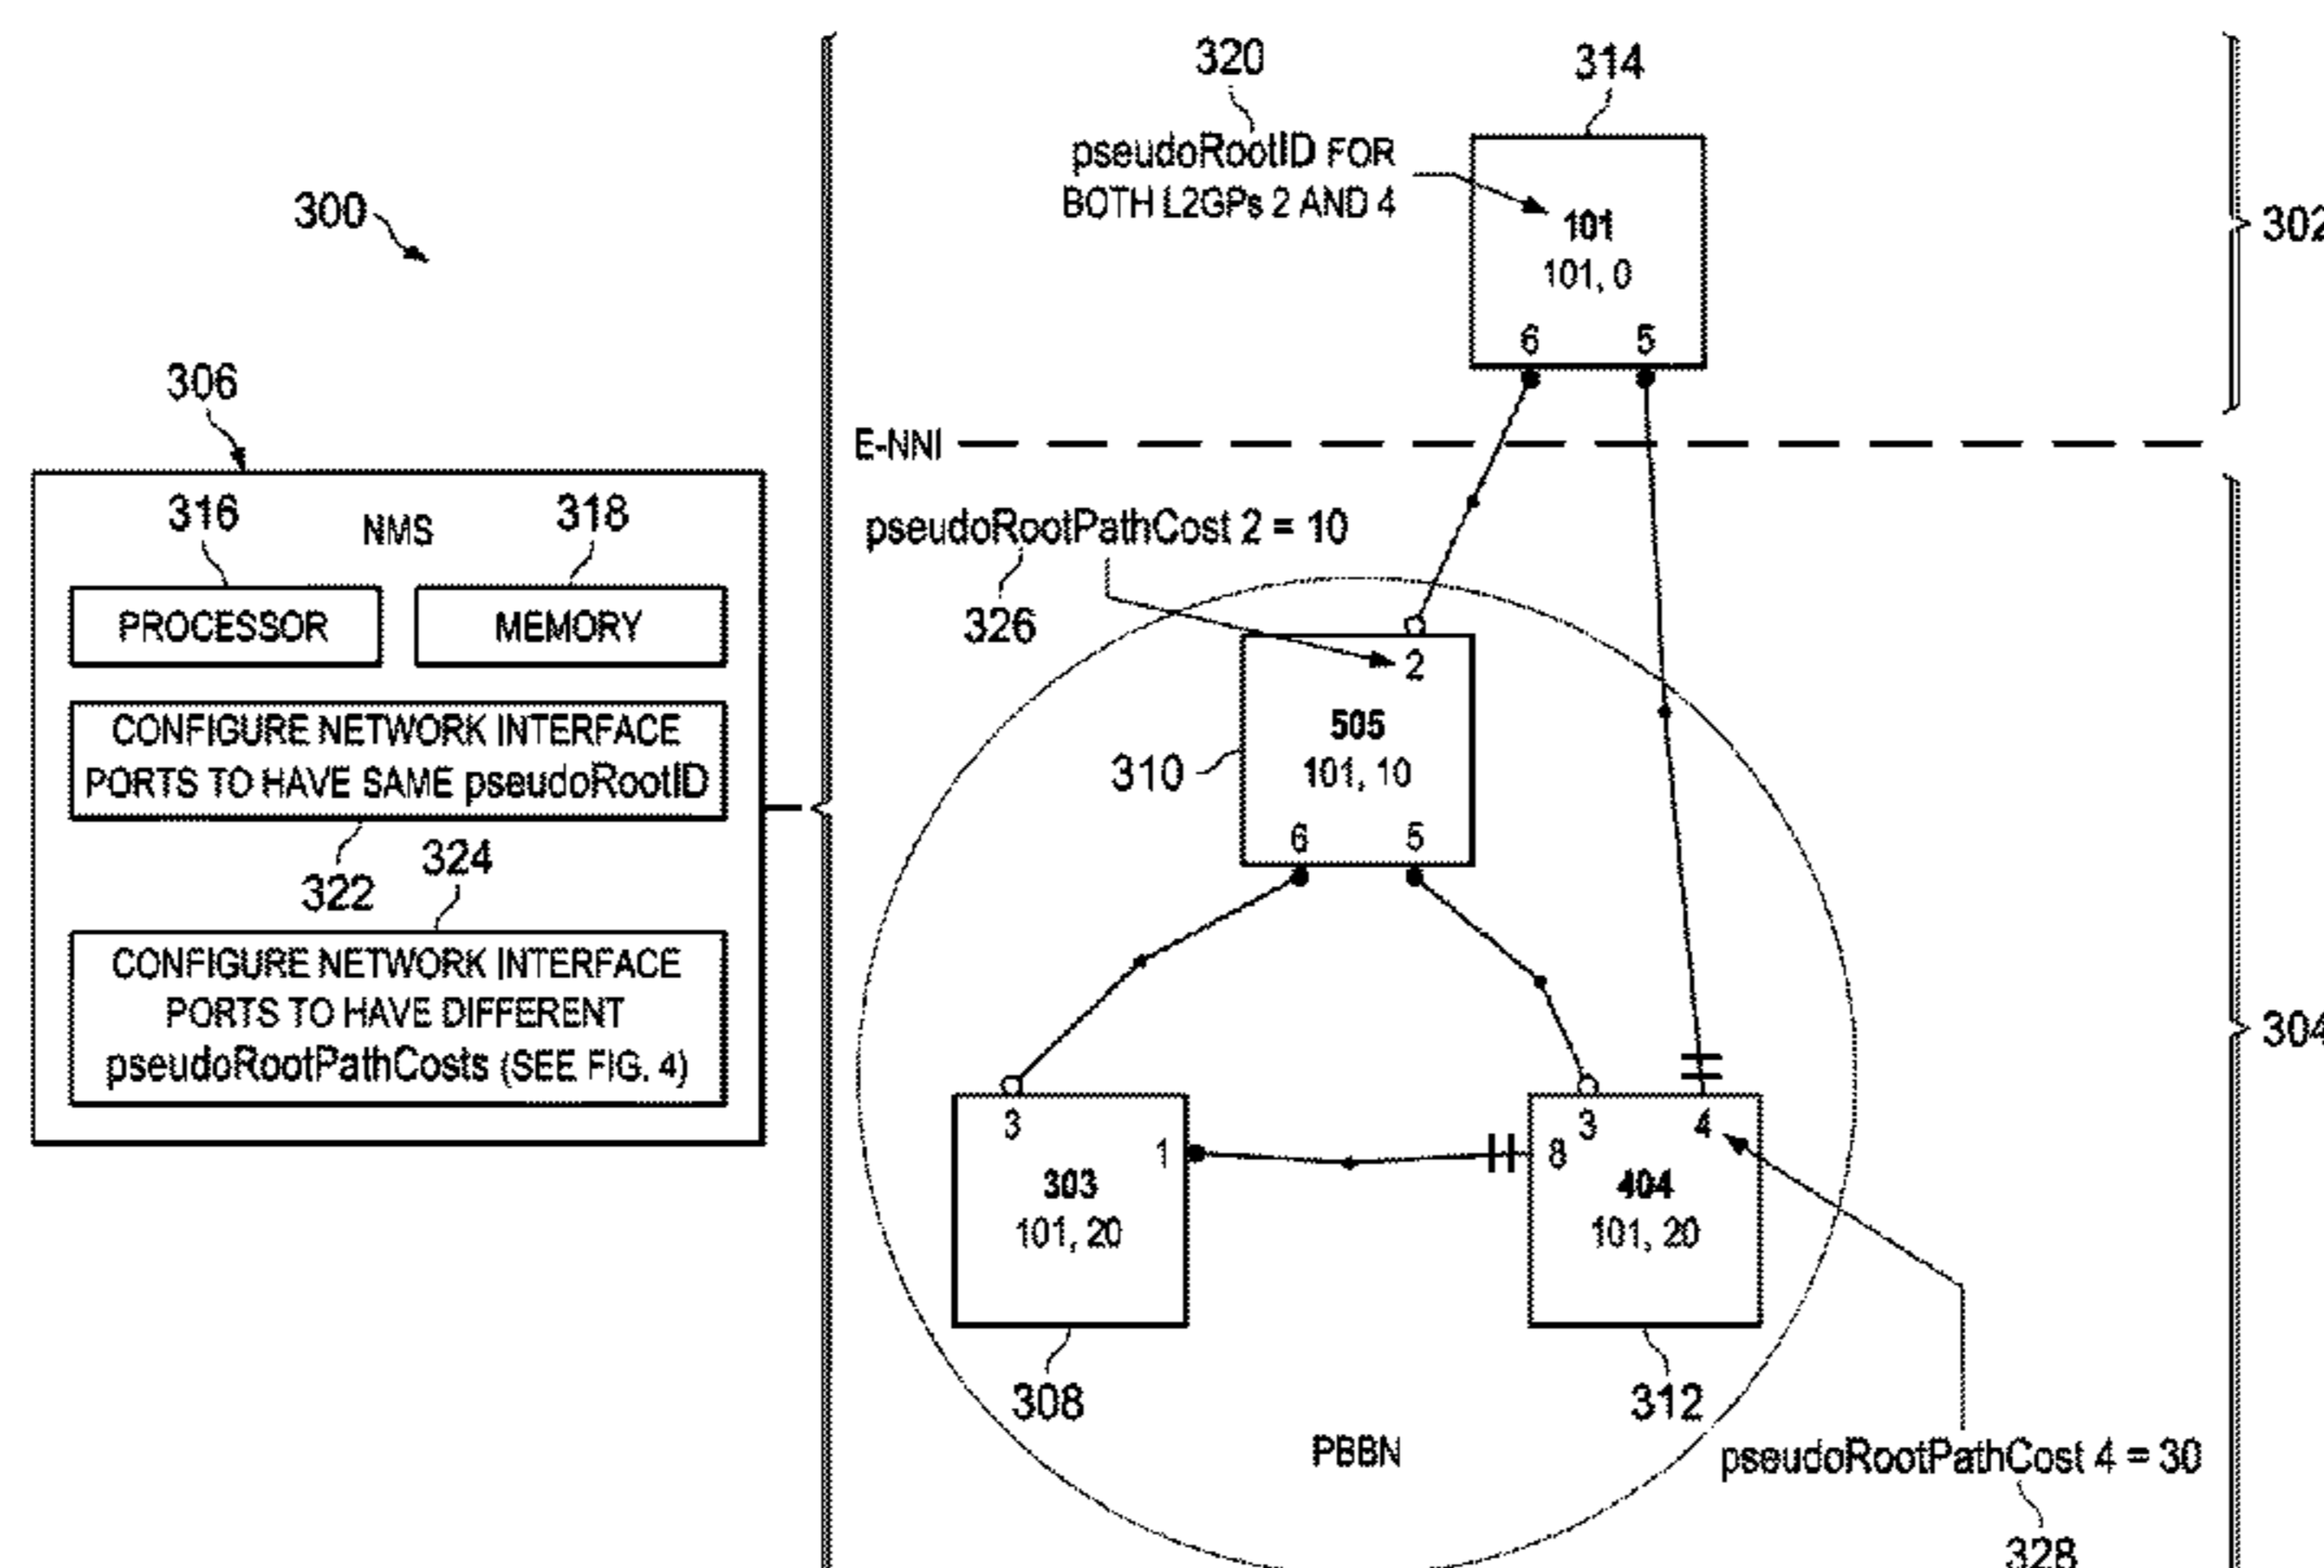 320
314
pseudoRootID FOR
BOTH L2GPs 2 AND 4
300
101
101, 0
302
6
5
306
E-NNI
316
NMS
318
pseudoRootPathCost 2 = 10
PROCESSOR
MEMORY
326
2
CONFIGURE NETWORK INTERFACE
PORTS TO HAVE SAME pseudoRootID
505
101, 10
310
6
5
322
324
CONFIGURE NETWORK INTERFACE
PORTS TO HAVE DIFFERENT
pseudoRootPathCosts (SEE FIG. 4)
304
3
1
303
101, 20
3
4
8
404
101, 20
308
312
PBBN
pseudoRootPathCost 4 = 30
328